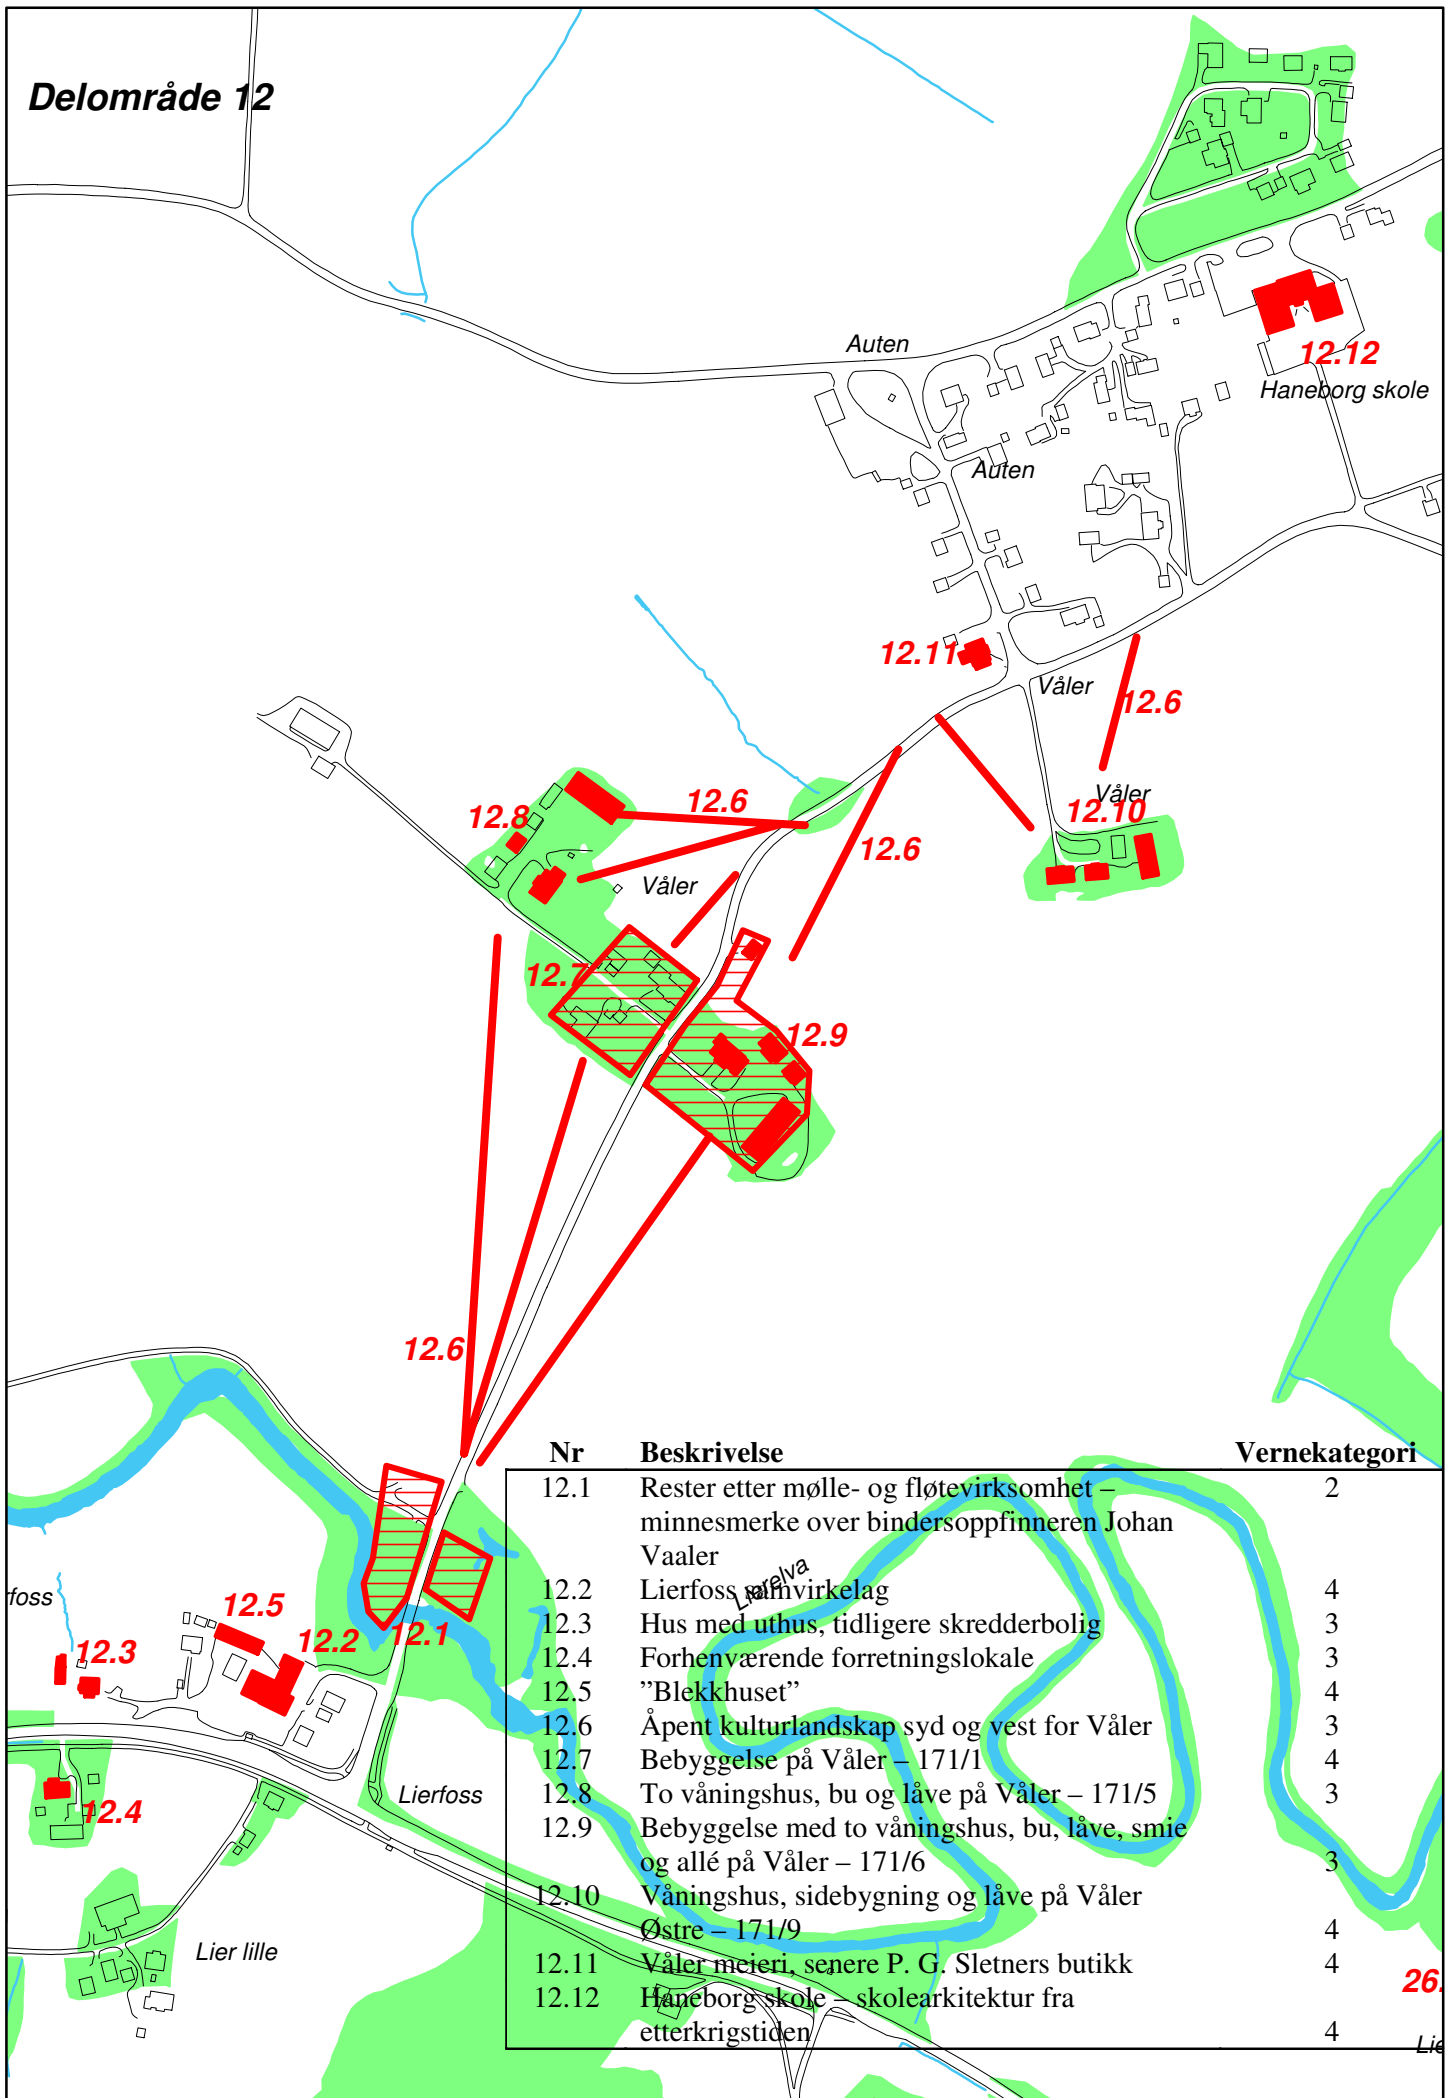 Delområde 12
Auten
12.12
Haneborg skole
Auten
12.11
Våler
12.6
12.8
12.6
Våler
12.10
12.6
Våler
12.7
12.9
12.6
Nr Beskrivelse Vernekategori
12.1 Rester etter mølle- og fløtevirksomhet – 2
minnesmerke over bindersoppfinneren Johan
Vaaler
Lierelva
12.2 Lierfoss samvirkelag 4
12.3 Hus med uthus, tidligere skredderbolig 3
12.4 Forhenværende forretningslokale 3
12.5 ”Blekkhuset” 4
12.6 Åpent kulturlandskap syd og vest for Våler 3
12.7 Bebyggelse på Våler – 171/1 4
12.8 To våningshus, bu og låve på Våler – 171/5 3
12.9 Bebyggelse med to våningshus, bu, låve, smie
og allé på Våler – 171/6 3
12.10 Våningshus, sidebygning og låve på Våler
Østre – 171/9 4
12.11 Våler meieri, senere P. G. Sletners butikk 4
12.12 Haneborg skole – skolearkitektur fra
etterkrigstiden 4
rfoss
12.5
12.2
12.1
12.3
Lierfoss
12.4
Lier lille
26.
Lie